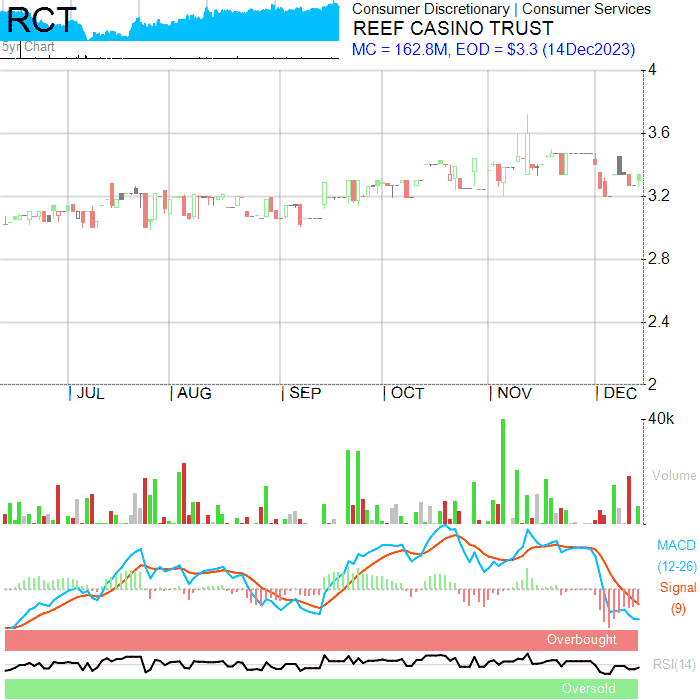 RCT
5yr Chart
Consumer Discretionary | Consumer Services
REEF CASINO TRUST
MC = 162.8M, EOD = $3.3 (14Dec2023)
4
3.6
3.2
2.8
2.4
2
| JUL | AUG | SEP | OCT | NOV | DEC
40k
Volume
MACD
(12-26)
Signal
(9)
Overbought
RSI(14)
Oversold